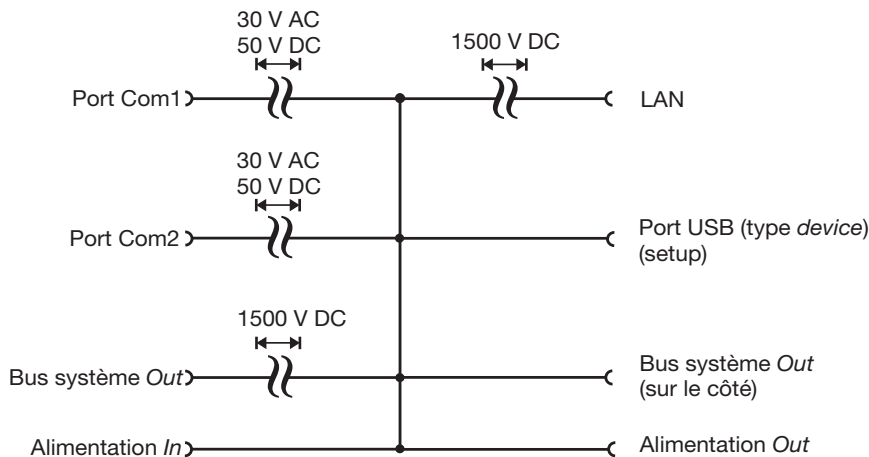 30 V AC
50 V DC
1500 V DC
Port Com1
LAN
30 V AC
50 V DC
Port Com2
Port USB (type device)
(setup)
1500 V DC
Bus système Out
Bus système Out
(sur le côté)
Alimentation In
Alimentation Out